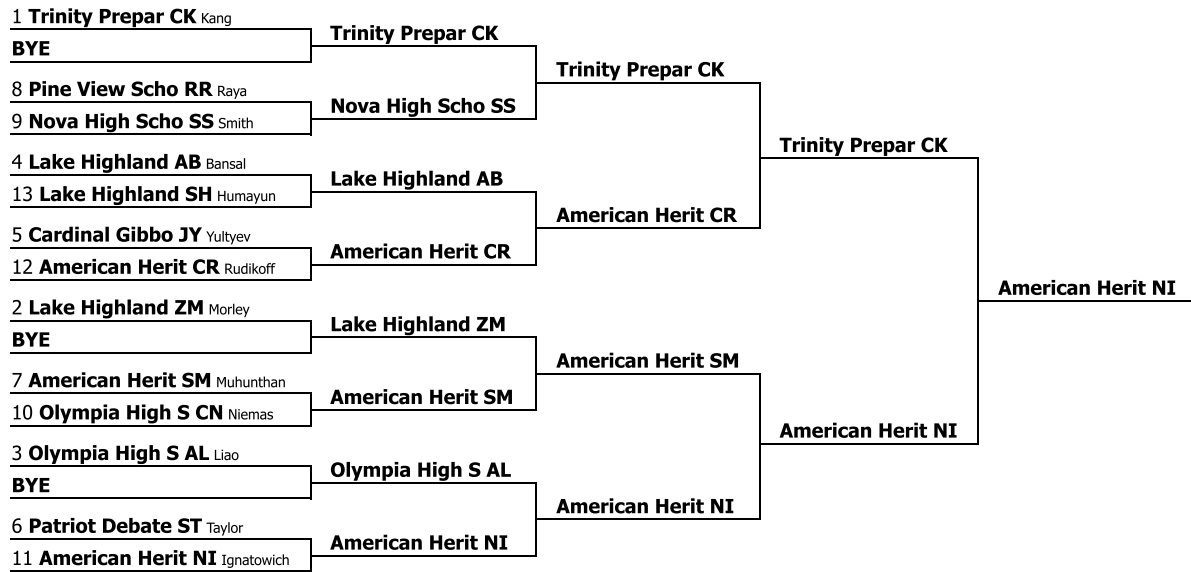 1 Trinity Prepar CK Kang
BYE
8 Pine View Scho RR Raya
9 Nova High Scho SS Smith
4 Lake Highland AB Bansal
13 Lake Highland SH Humayun
5 Cardinal Gibbo JY Yultyev
12 American Herit CR Rudikoff
2 Lake Highland ZM Morley
BYE
7 American Herit SM Muhunthan
10 Olympia High S CN Niemas
3 Olympia High S AL Liao
BYE
6 Patriot Debate ST Taylor
11 American Herit NI Ignatowich
Trinity Prepar CK
Nova High Scho SS
Lake Highland AB
American Herit CR
Lake Highland ZM
American Herit SM
Olympia High S AL
American Herit NI
Trinity Prepar CK
American Herit CR
American Herit SM
American Herit NI
Trinity Prepar CK
American Herit NI
American Herit NI